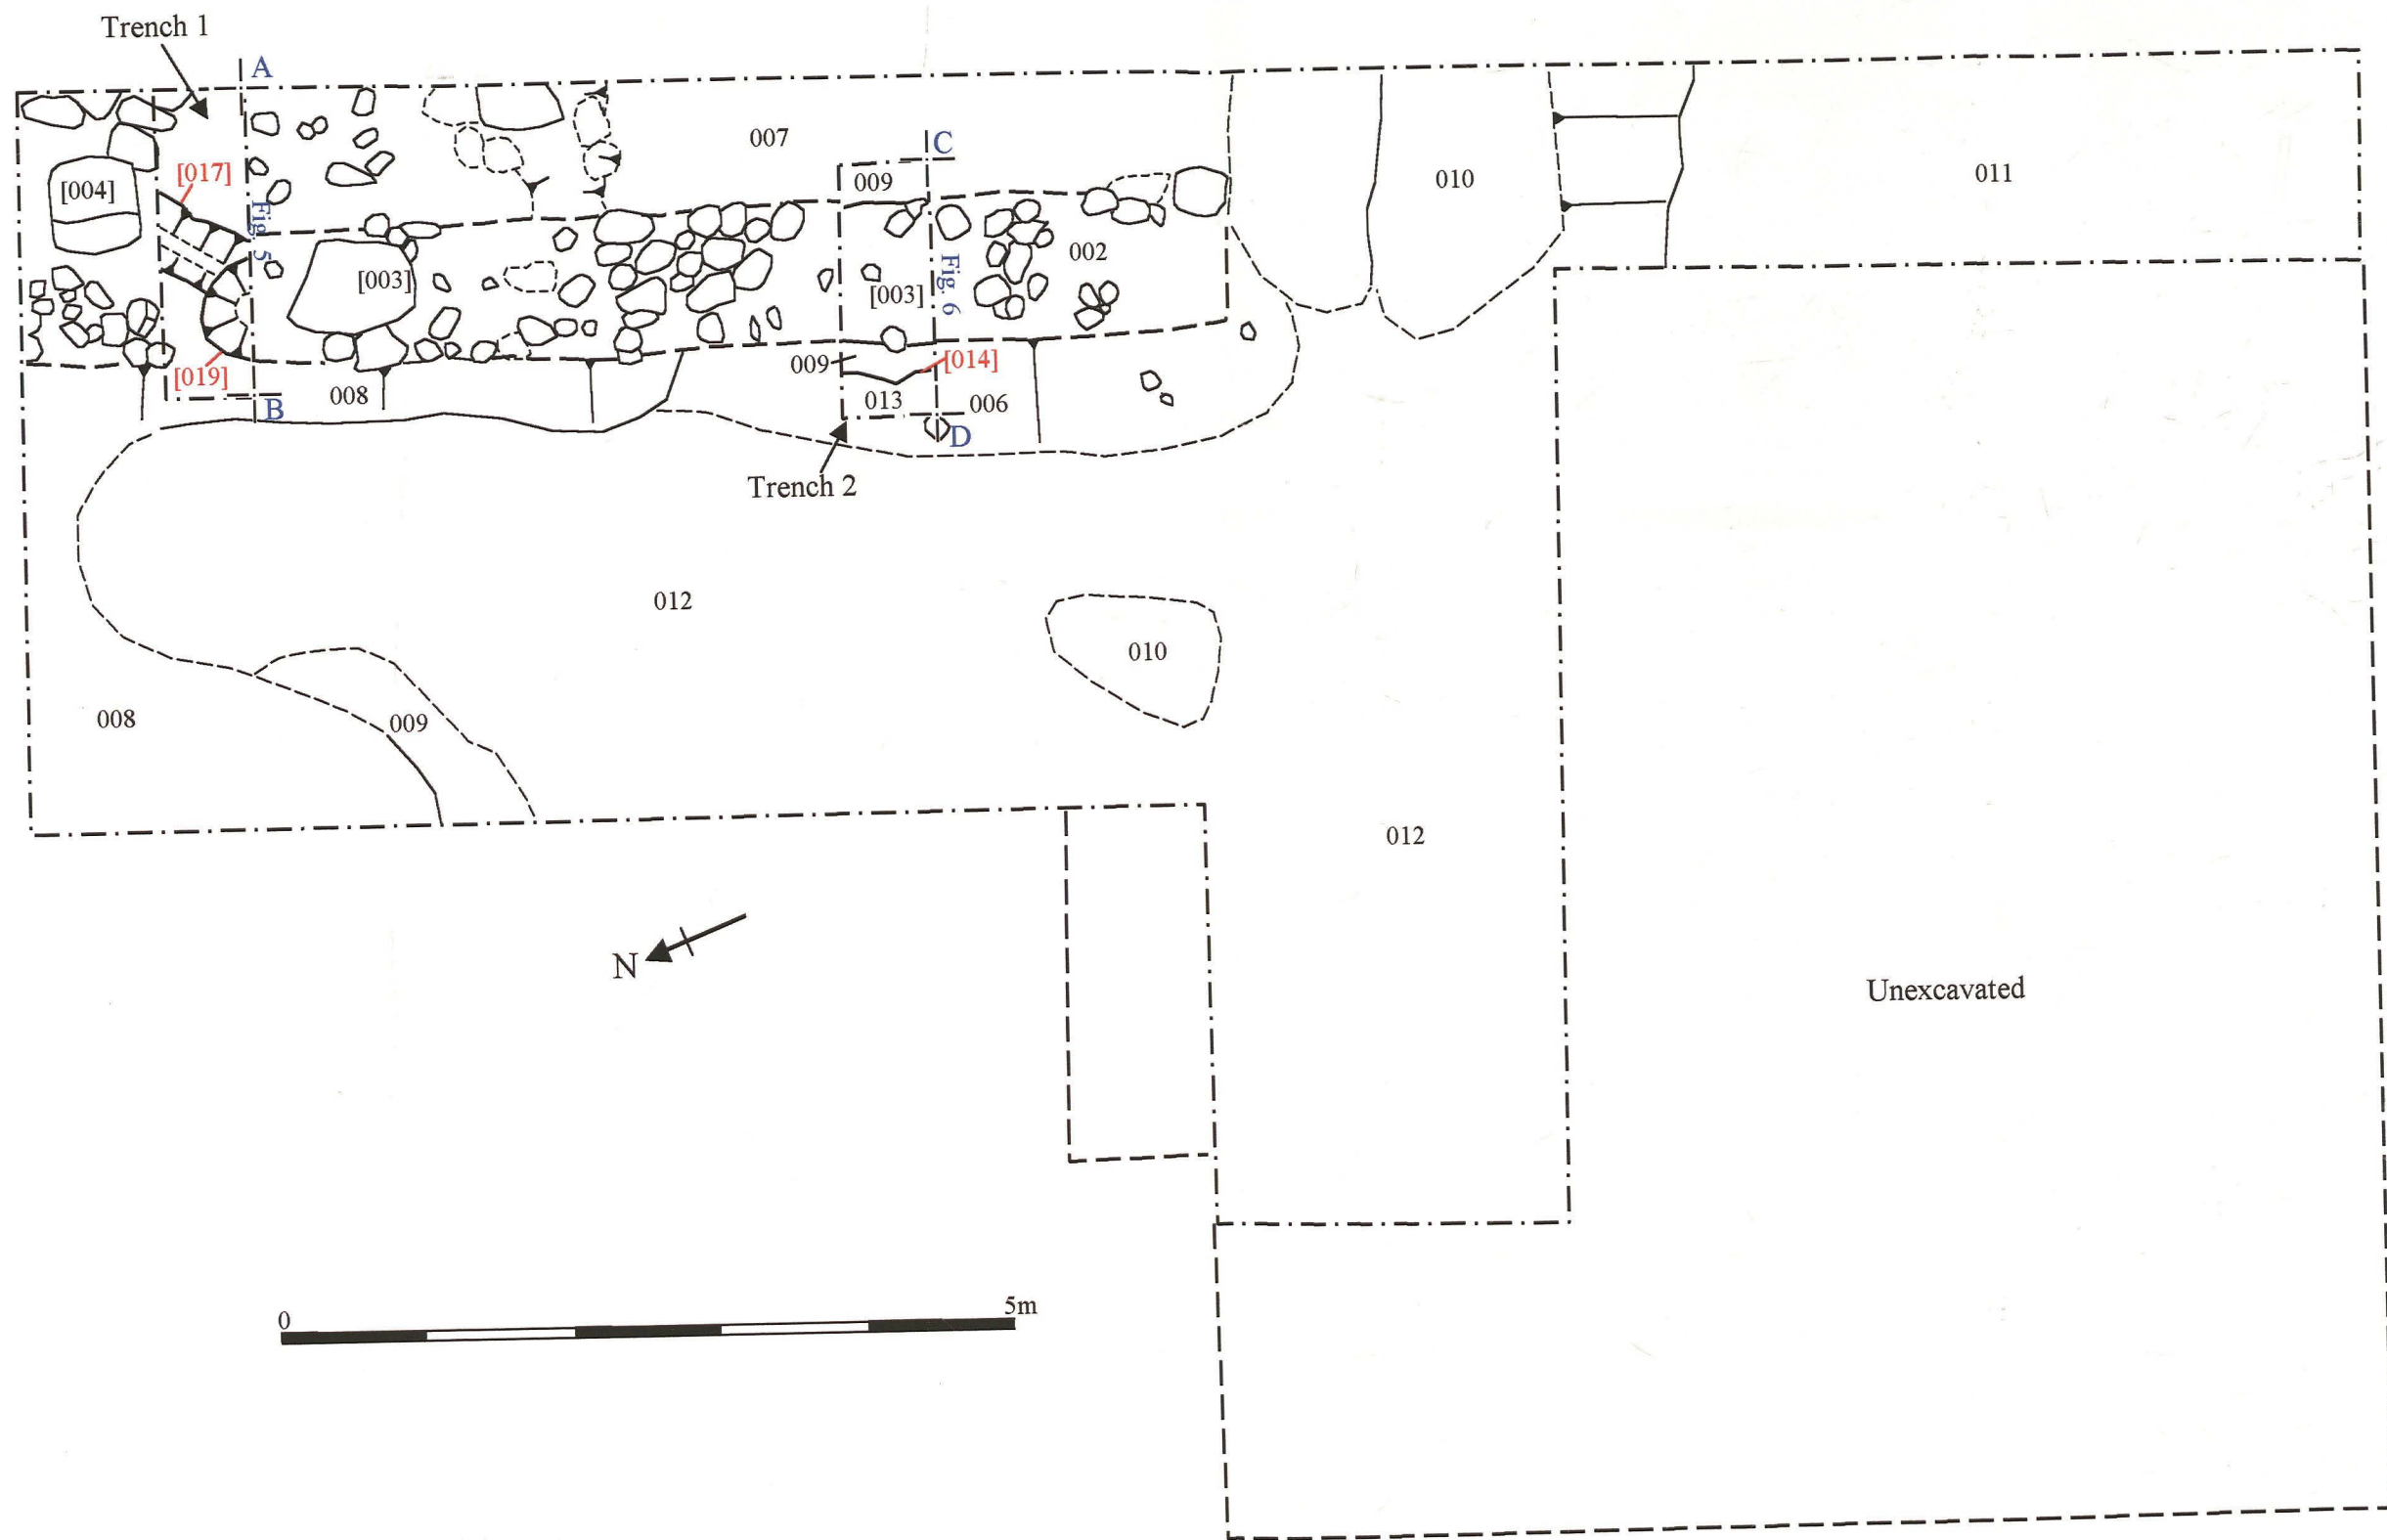 Trench 1
A
007
C
[004]
[017]
009
010
011
Fig. 5
002
[003]
[003]
Fig. 6
009
[014]
[019]
008
013
006
B
D
Trench 2
012
010
008
009
012
N
Unexcavated
0
5m